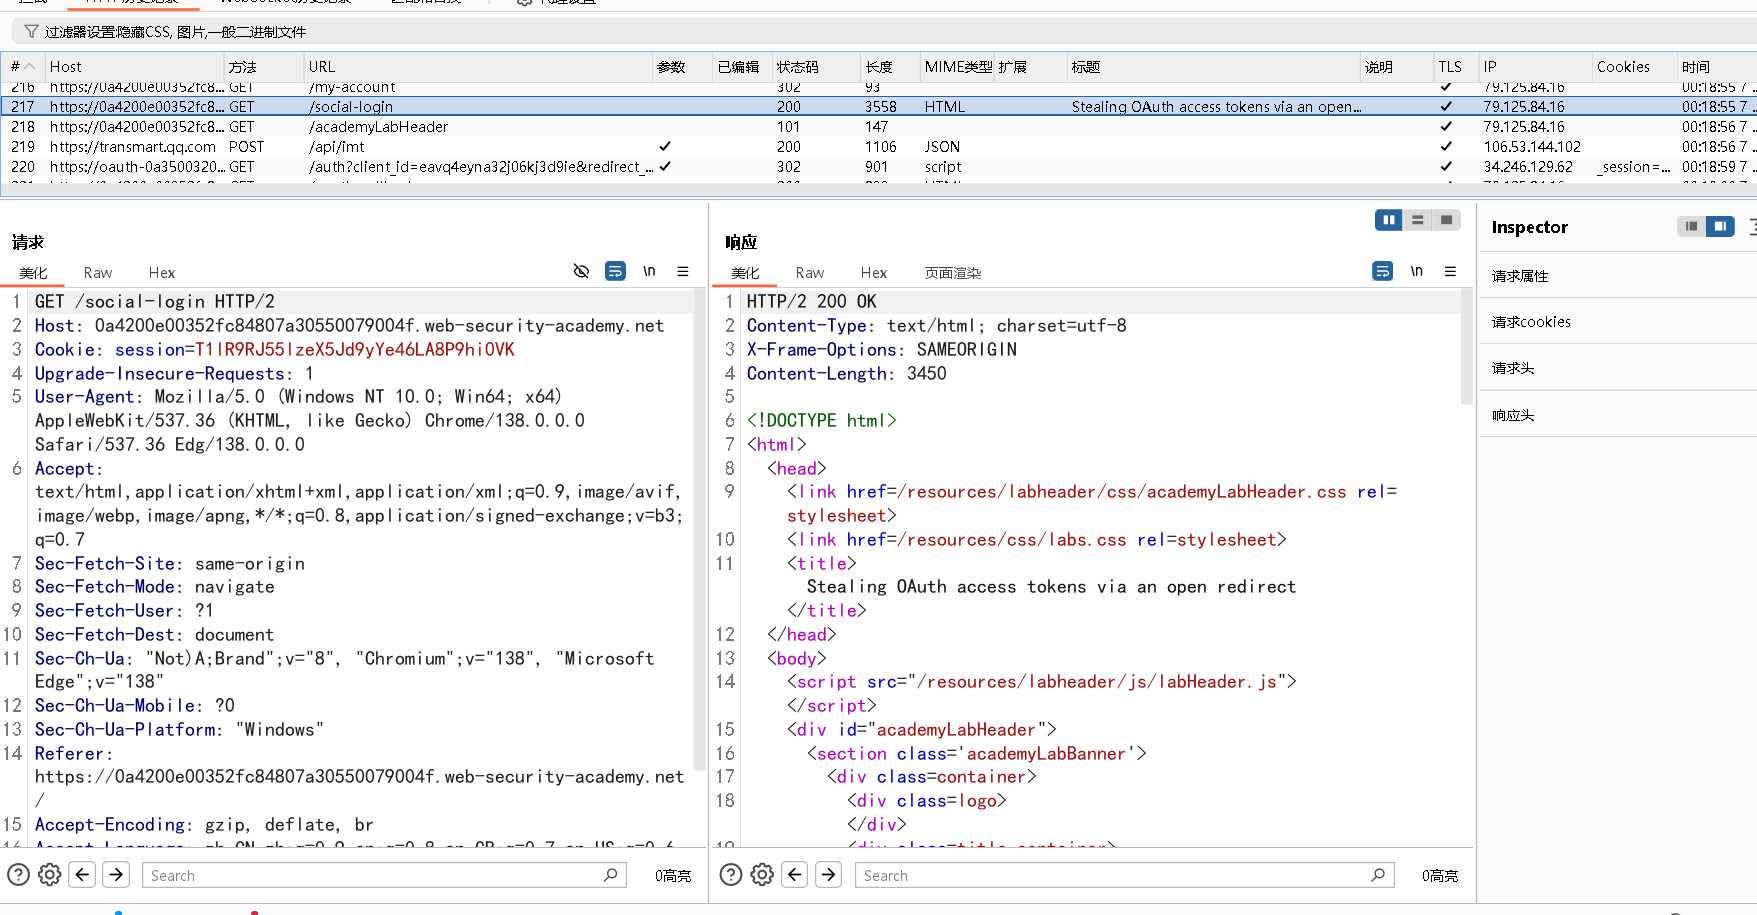 过滤器设置:隐藏CSS, 图片,一般二进制文件
# Host 方法 URL 参数 已编辑 状态码 长度 MIME类型 扩展 标题 说明 TLS IP Cookies 时间
216 https://0a4200e00352fc8... GET /my-account 302 93 ✓ 79.125.84.16 00:18:55 7 ...
217 https://0a4200e00352fc8... GET /social-login 200 3558 HTML Stealing OAuth access tokens via an open... ✓ 79.125.84.16 00:18:55 7 ...
218 https://0a4200e00352fc8... GET /academyLabHeader 101 147 ✓ 79.125.84.16 00:18:56 7 ...
219 https://transmart.qq.com POST /api/imt ✓ 200 1106 JSON ✓ 106.53.144.102 00:18:56 7 ...
220 https://oauth-0a3500320... GET /auth?client_id=eavq4eyna32j06kj3d9ie&redirect_... ✓ 302 901 script ✓ 34.246.129.62 _session=... 00:18:59 7 ...
请求
美化 Raw Hex \n
1 GET /social-login HTTP/2
2 Host: 0a4200e00352fc84807a30550079004f.web-security-academy.net
3 Cookie: session=T1lR9RJ55lzeX5Jd9yYe46LA8P9hiOVK
4 Upgrade-Insecure-Requests: 1
5 User-Agent: Mozilla/5.0 (Windows NT 10.0; Win64; x64)
AppleWebKit/537.36 (KHTML, like Gecko) Chrome/138.0.0.0
Safari/537.36 Edg/138.0.0.0
6 Accept:
text/html,application/xhtml+xml,application/xml;q=0.9,image/avif,
image/webp,image/apng,*/*;q=0.8,application/signed-exchange;v=b3;
q=0.7
7 Sec-Fetch-Site: same-origin
8 Sec-Fetch-Mode: navigate
9 Sec-Fetch-User: ?1
10 Sec-Fetch-Dest: document
11 Sec-Ch-Ua: "Not)A;Brand";v="8", "Chromium";v="138", "Microsoft
Edge";v="138"
12 Sec-Ch-Ua-Mobile: ?0
13 Sec-Ch-Ua-Platform: "Windows"
14 Referer:
https://0a4200e00352fc84807a30550079004f.web-security-academy.net
/
15 Accept-Encoding: gzip, deflate, br
Search 0高亮
响应
美化 Raw Hex 页面渲染 \n
1 HTTP/2 200 OK
2 Content-Type: text/html; charset=utf-8
3 X-Frame-Options: SAMEORIGIN
4 Content-Length: 3450
5
6 <!DOCTYPE html>
7 <html>
8 <head>
9 <link href=/resources/labheader/css/academyLabHeader.css rel=
stylesheet>
10 <link href=/resources/css/labs.css rel=stylesheet>
11 <title>
Stealing OAuth access tokens via an open redirect
</title>
12 </head>
13 <body>
14 <script src="/resources/labheader/js/labHeader.js">
</script>
15 <div id="academyLabHeader">
16 <section class='academyLabBanner'>
17 <div class=container>
18 <div class=logo>
</div>
Search 0高亮
Inspector
请求属性
请求cookies
请求头
响应头